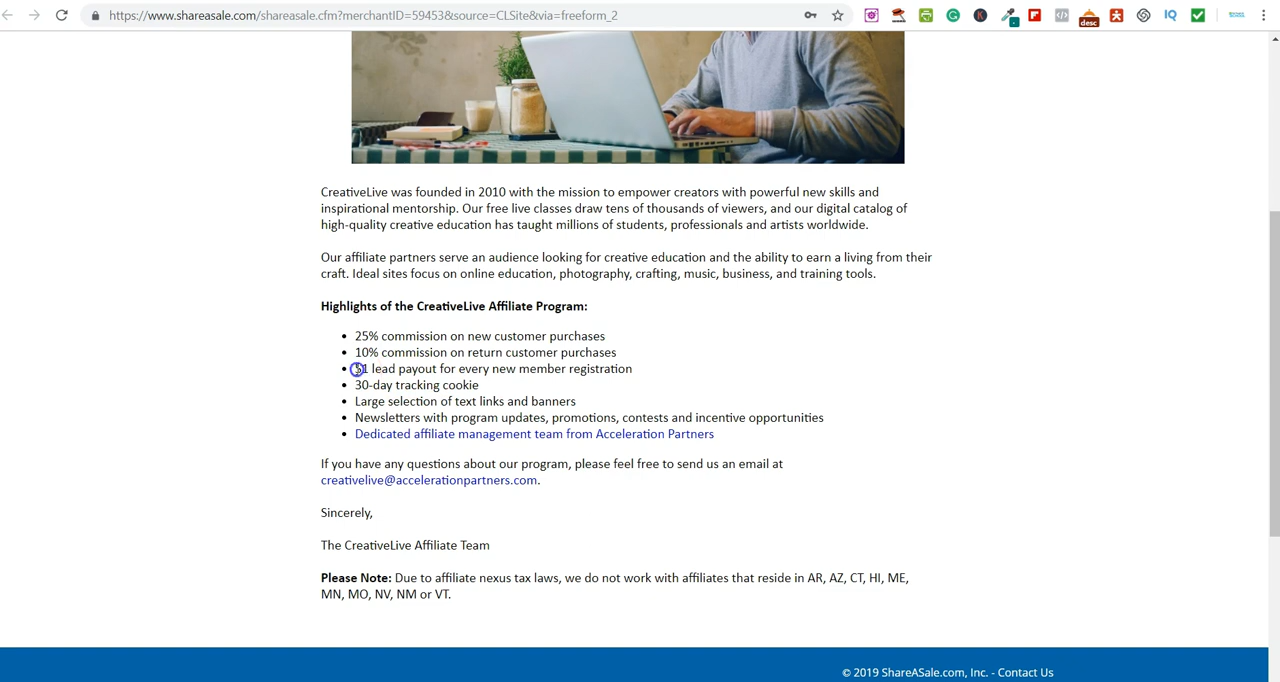 https://www.shareasale.com/shareasale.cfm?merchantID=59453&source=CLSite&via=freeform_2
desc
IQ
CreativeLive was founded in 2010 with the mission to empower creators with powerful new skills and
inspirational mentorship. Our free live classes draw tens of thousands of viewers, and our digital catalog of
high-quality creative education has taught millions of students, professionals and artists worldwide.
Our affiliate partners serve an audience looking for creative education and the ability to earn a living from their
craft. Ideal sites focus on online education, photography, crafting, music, business, and training tools.
Highlights of the CreativeLive Affiliate Program:
• 25% commission on new customer purchases
• 10% commission on return customer purchases
• $1 lead payout for every new member registration
• 30-day tracking cookie
• Large selection of text links and banners
• Newsletters with program updates, promotions, contests and incentive opportunities
• Dedicated affiliate management team from Acceleration Partners
If you have any questions about our program, please feel free to send us an email at
creativelive@accelerationpartners.com.
Sincerely,
The CreativeLive Affiliate Team
Please Note: Due to affiliate nexus tax laws, we do not work with affiliates that reside in AR, AZ, CT, HI, ME,
MN, MO, NV, NM or VT.
© 2019 ShareASale.com, Inc. - Contact Us